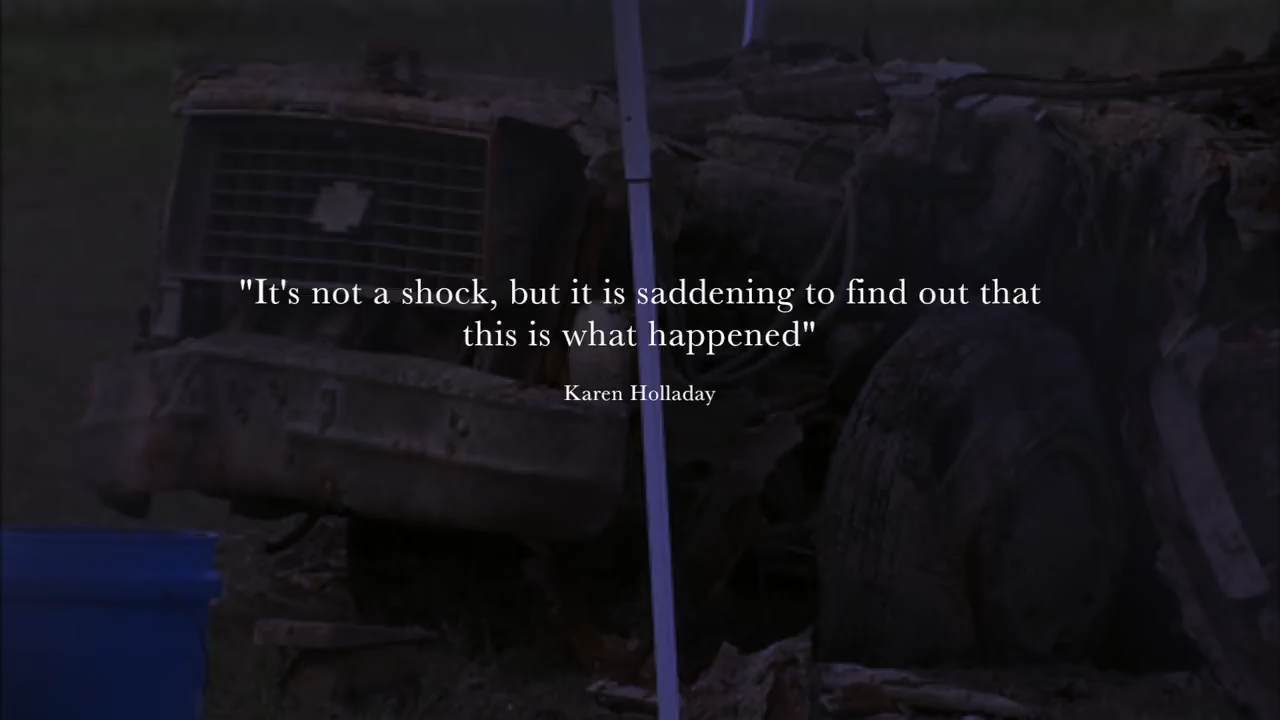 "It's not a shock, but it is saddening to find out that
this is what happened"
Karen Holladay